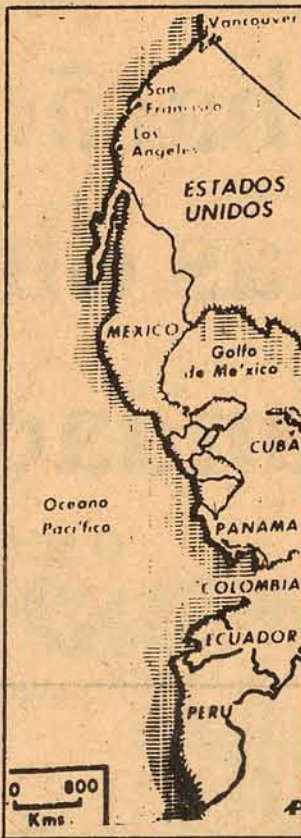 Vancouver
San
Francisco
Los
Angeles
ESTADOS
UNIDOS
MEXICO
Golfo
de Me'xico
CUBA
Oceano
Pacífico
PANAMA
COLOMBIA
ECUADOR
PERU
0 800
Kms.